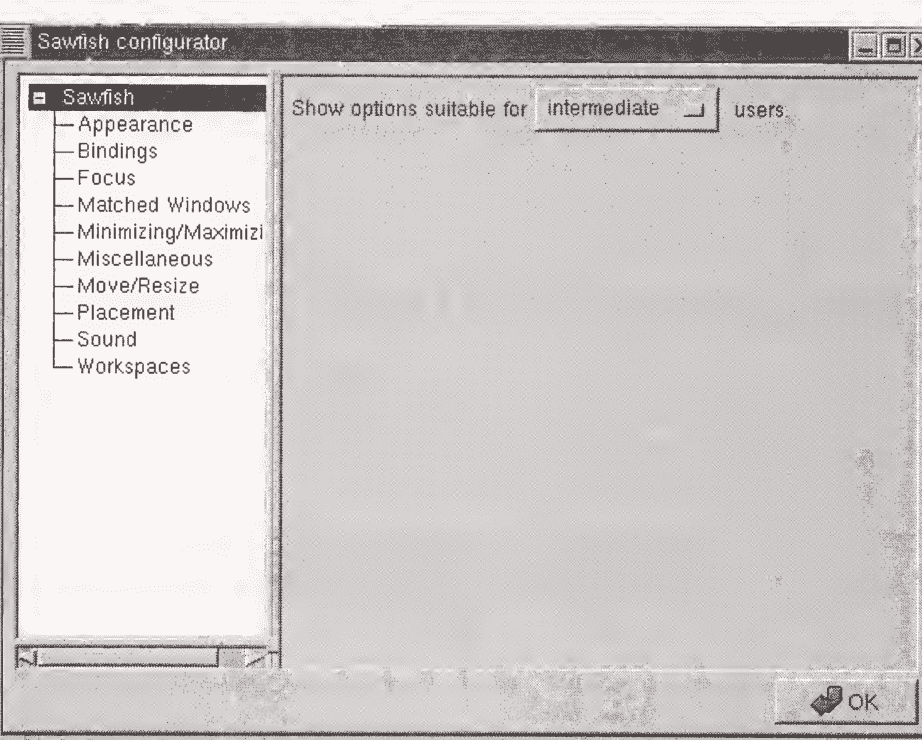 Sawfish configurator
Sawfish
Appearance
Bindings
Focus
Matched Windows
Minimizing/Maximizi
Miscellaneous
Move/Resize
Placement
Sound
Workspaces
Show options suitable for intermediate users.
OK